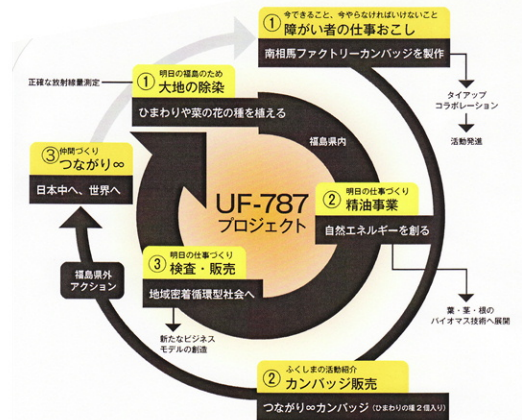 今できること、今やらなければいけないこと
① 障がい者の仕事おこし
南相馬ファクトリーカンバッジを製作
タイアップ
コラボレーション
活動発進
正確な放射線量測定
明日の福島のため
① 大地の除染
ひまわりや菜の花の種を植える
福島県内
仲間づくり
③ つながり∞
日本中へ、世界へ
UF-787
プロジェクト
明日の仕事づくり
② 精油事業
自然エネルギーを創る
明日の仕事づくり
③ 検査・販売
地域密着循環型社会へ
福島県外
アクション
新たなビジネス
モデルの創造
葉・茎・根の
バイオマス技術へ展開
ふくしまの活動紹介
② カンバッジ販売
つながり∞カンバッジ(ひまわりの種2個入り)